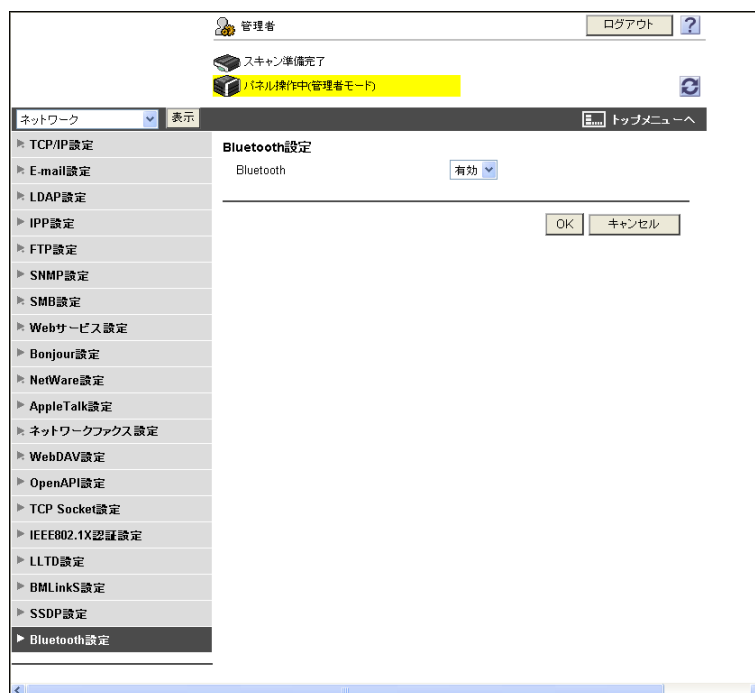 管理者
ログアウト
?
スキャン準備完了
パネル操作中(管理者モード)
ネットワーク
表示
トップメニューへ
TCP/IP設定
E-mail設定
LDAP設定
IPP設定
FTP設定
SNMP設定
SMB設定
Webサービス設定
Bonjour設定
NetWare設定
AppleTalk設定
ネットワークファクス設定
WebDAV設定
OpenAPI設定
TCP Socket設定
IEEE802.1X認証設定
LLTD設定
BMLinkS設定
SSDP設定
Bluetooth設定
Bluetooth設定
Bluetooth 有効
OK キャンセル